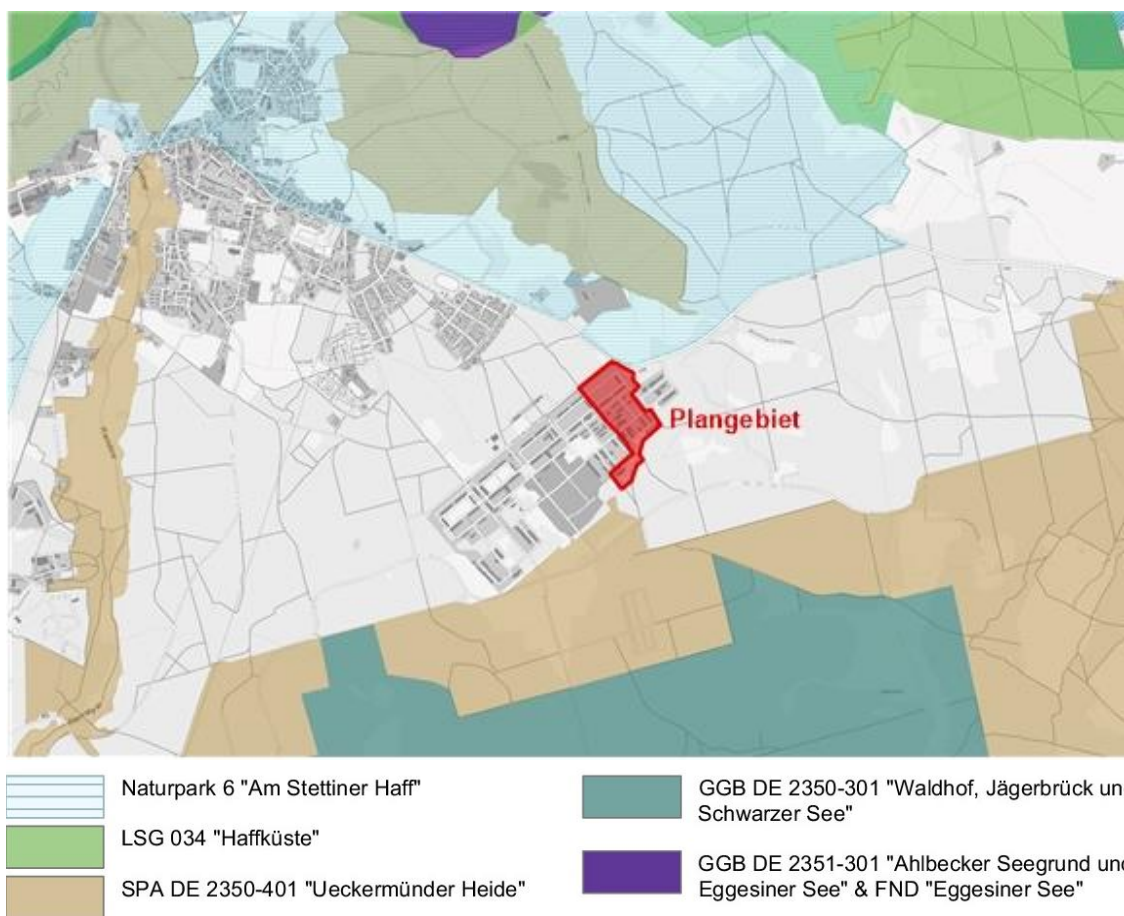 Plangebiet
Naturpark 6 "Am Stettiner Haff"
LSG 034 "Haffküste"
SPA DE 2350-401 "Ueckermünder Heide"
GGB DE 2350-301 "Waldhof, Jägerbrück un
Schwarzer See"
GGB DE 2351-301 "Ahlbecker Seegrund und
Eggesiner See" & FND "Eggesiner See"